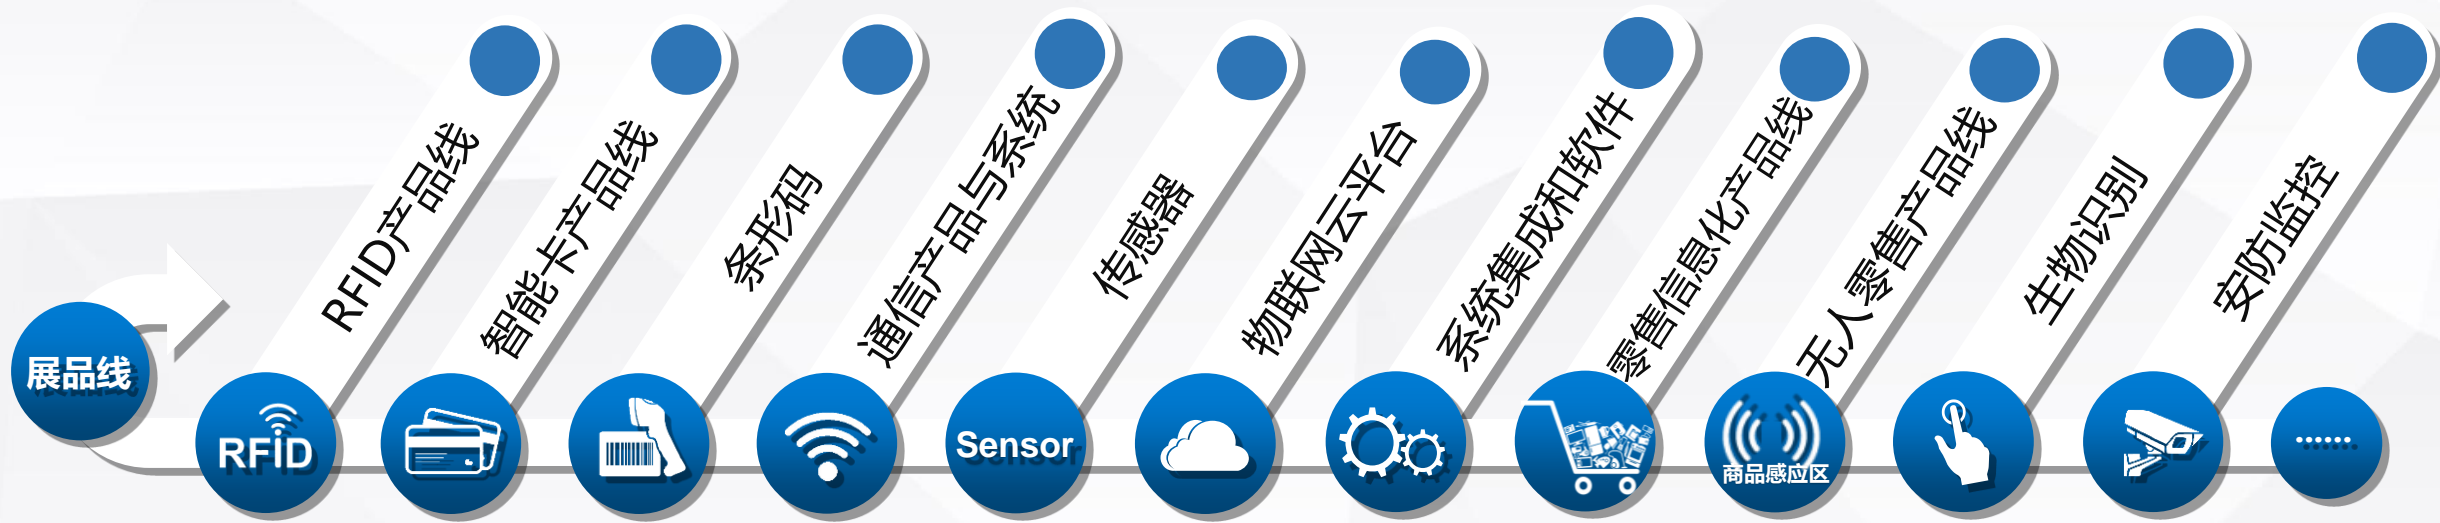 展品线
RFID产品线
智能卡产品线
条形码
通信产品与系统
传感器
物联网云平台
系统集成和软件
零售信息化产品线
无人零售产品线
生物识别
安防监控
RFiD
Sensor
商品感应区
......